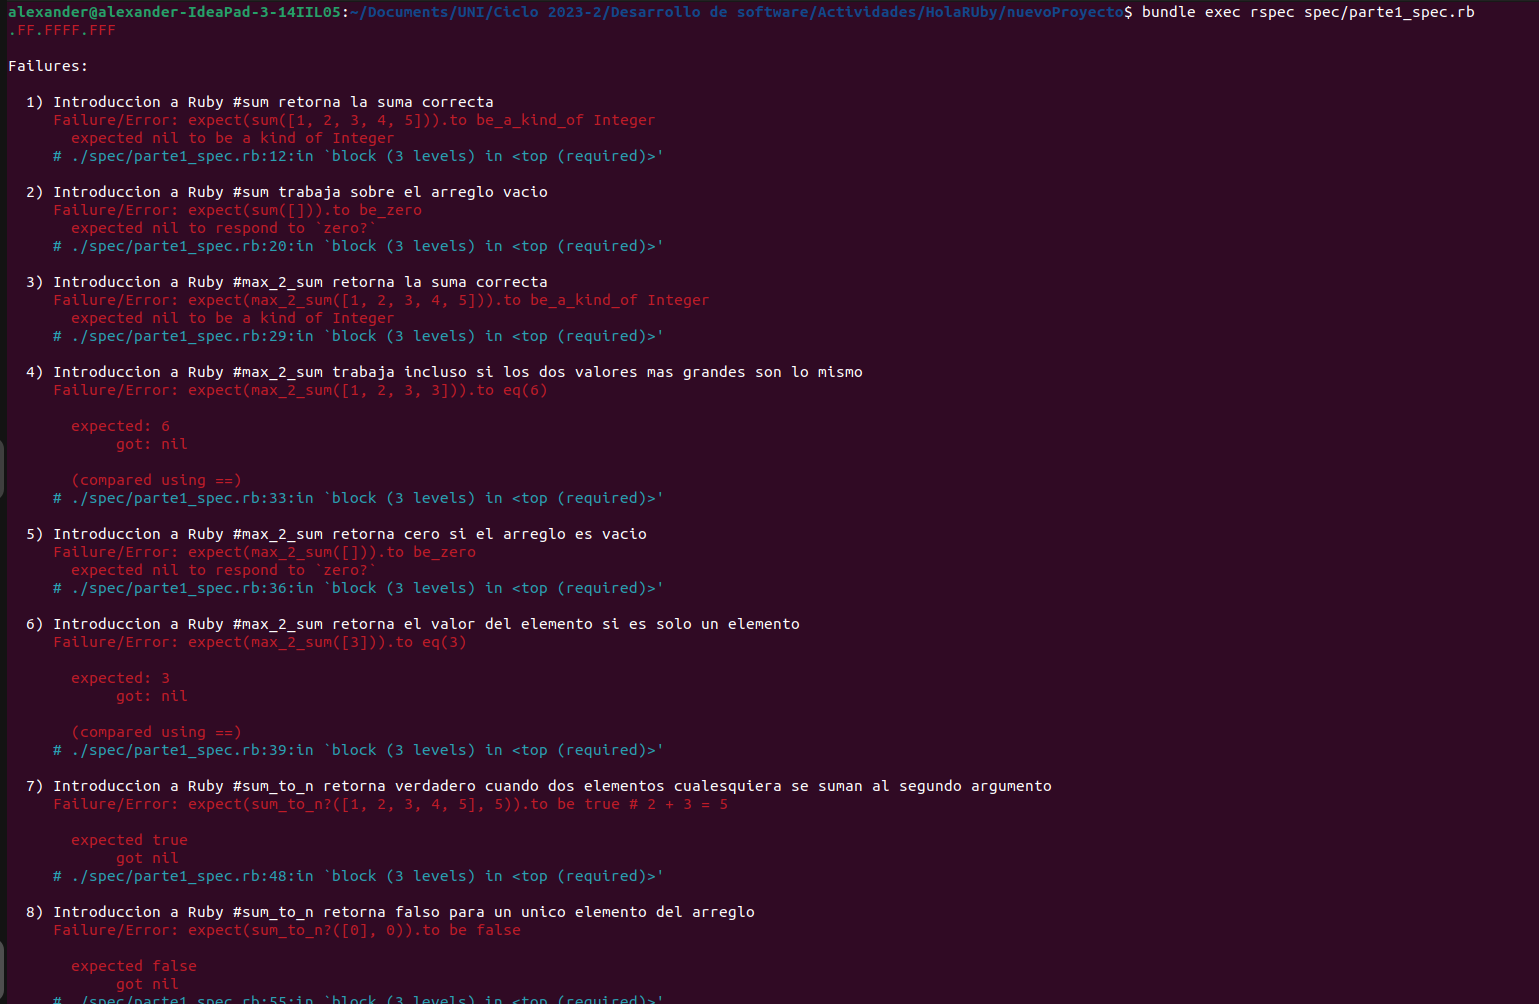 alexander@alexander-IdeaPad-3-14IIL05:~/Documents/UNI/Ciclo 2023-2/Desarrollo de software/Actividades/HolaRUby/nuevoProyecto$ bundle exec rspec spec/parte1_spec.rb
.FF.FFFF.FFF
Failures:
1) Introduccion a Ruby #sum retorna la suma correcta
Failure/Error: expect(sum([1, 2, 3, 4, 5])).to be_a_kind_of Integer
expected nil to be a kind of Integer
# ./spec/parte1_spec.rb:12:in `block (3 levels) in <top (required)>'
2) Introduccion a Ruby #sum trabaja sobre el arreglo vacio
Failure/Error: expect(sum([])).to be_zero
expected nil to respond to `zero?`
# ./spec/parte1_spec.rb:20:in `block (3 levels) in <top (required)>'
3) Introduccion a Ruby #max_2_sum retorna la suma correcta
Failure/Error: expect(max_2_sum([1, 2, 3, 4, 5])).to be_a_kind_of Integer
expected nil to be a kind of Integer
# ./spec/parte1_spec.rb:29:in `block (3 levels) in <top (required)>'
4) Introduccion a Ruby #max_2_sum trabaja incluso si los dos valores mas grandes son lo mismo
Failure/Error: expect(max_2_sum([1, 2, 3, 3])).to eq(6)
expected: 6
got: nil
(compared using ==)
# ./spec/parte1_spec.rb:33:in `block (3 levels) in <top (required)>'
5) Introduccion a Ruby #max_2_sum retorna cero si el arreglo es vacio
Failure/Error: expect(max_2_sum([])).to be_zero
expected nil to respond to `zero?`
# ./spec/parte1_spec.rb:36:in `block (3 levels) in <top (required)>'
6) Introduccion a Ruby #max_2_sum retorna el valor del elemento si es solo un elemento
Failure/Error: expect(max_2_sum([3])).to eq(3)
expected: 3
got: nil
(compared using ==)
# ./spec/parte1_spec.rb:39:in `block (3 levels) in <top (required)>'
7) Introduccion a Ruby #sum_to_n retorna verdadero cuando dos elementos cualesquiera se suman al segundo argumento
Failure/Error: expect(sum_to_n?([1, 2, 3, 4, 5], 5)).to be true # 2 + 3 = 5
expected true
got nil
# ./spec/parte1_spec.rb:48:in `block (3 levels) in <top (required)>'
8) Introduccion a Ruby #sum_to_n retorna falso para un unico elemento del arreglo
Failure/Error: expect(sum_to_n?([0], 0)).to be false
expected false
got nil
# ./spec/parte1_spec.rb:55:in `block (3 levels) in <top (required)>'